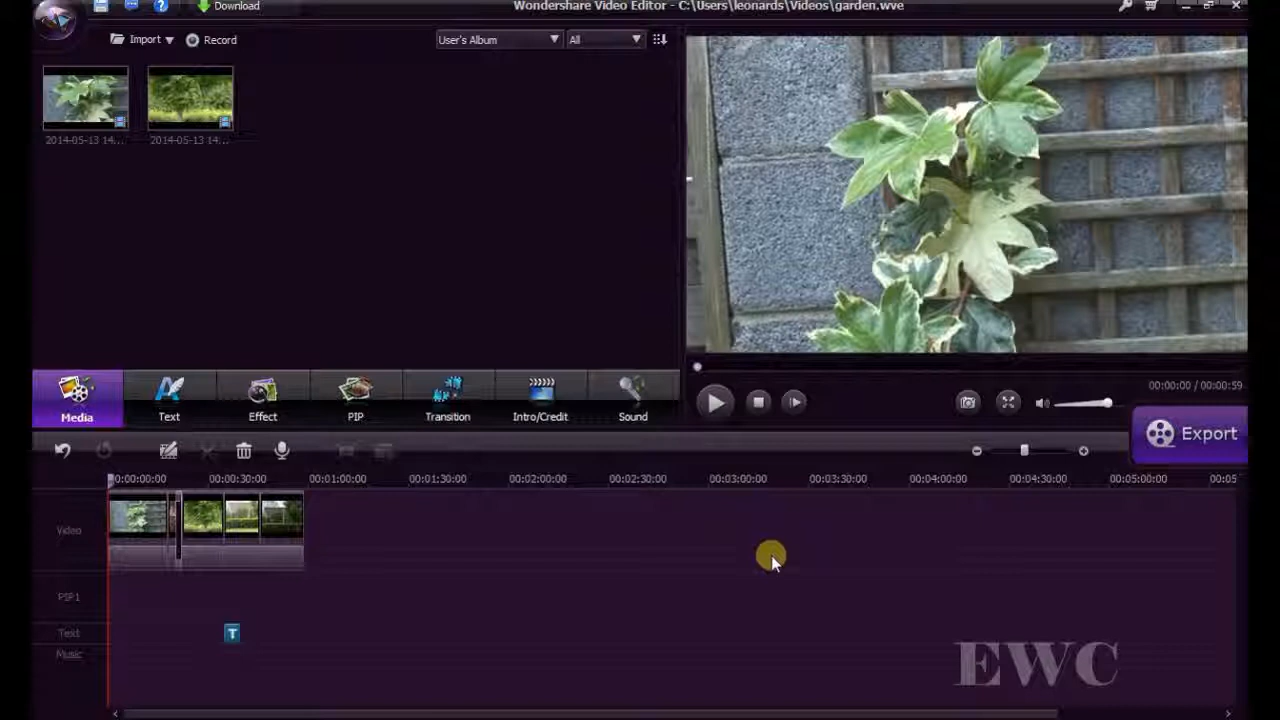 Download
Wondershare Video Editor - C:\Users\leonards\Videos\garden.wve
Import
Record
User's Album
All
2014-05-13 14...
2014-05-13 14...
Media
Text
Effect
PIP
Transition
Intro/Credit
Sound
00:00:00 / 00:00:59
Export
0:00:00:00
00:00:30:00
00:01:00:00
00:01:30:00
00:02:00:00
00:02:30:00
00:03:00:00
00:03:30:00
00:04:00:00
00:04:30:00
00:05:00:00
00:05
Video
PIP1
Text
T
Music
EWC